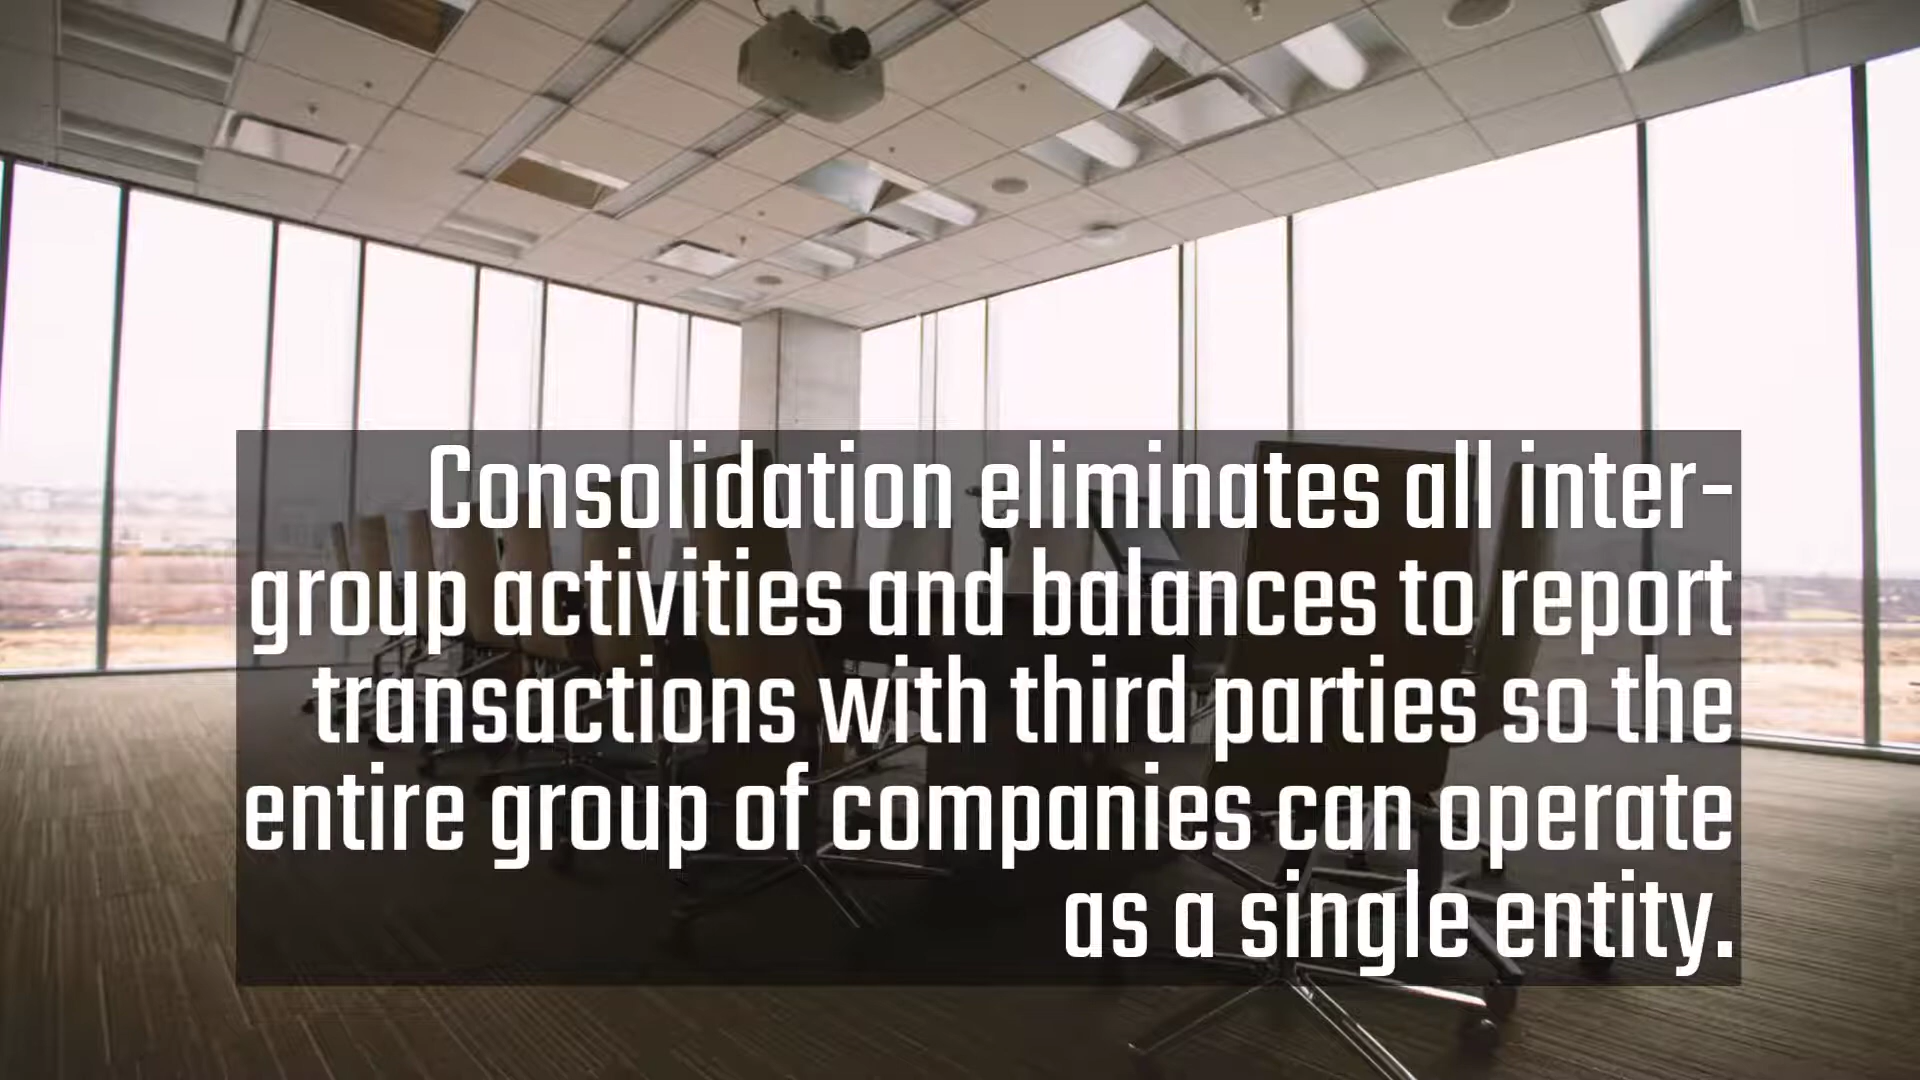 Consolidation eliminates all inter-
group activities and balances to report
transactions with third parties so the
entire group of companies can operate
as a single entity.